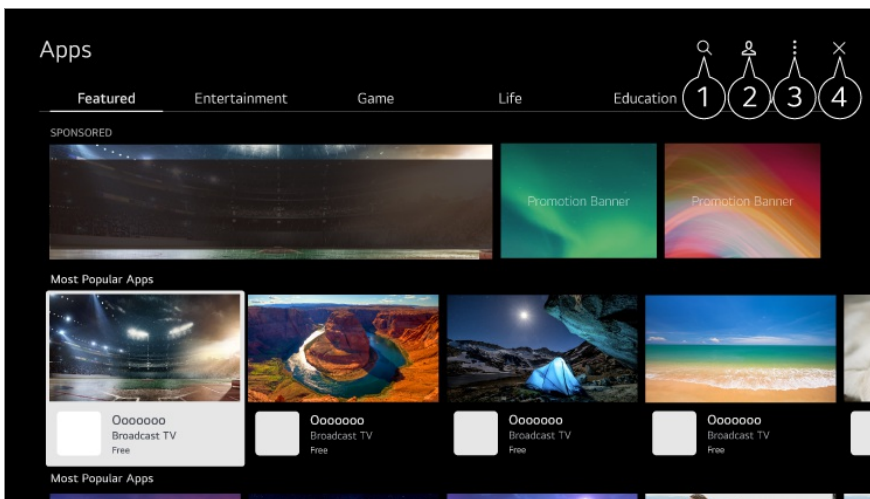 Apps
Featured Entertainment Game Life Education
1 2 3 4
SPONSORED
Promotion Banner Promotion Banner
Most Popular Apps
Ooooooo Ooooooo Ooooooo Ooooooo
Broadcast TV Broadcast TV Broadcast TV Broadcast TV
Free Free Free Free
Most Popular Apps